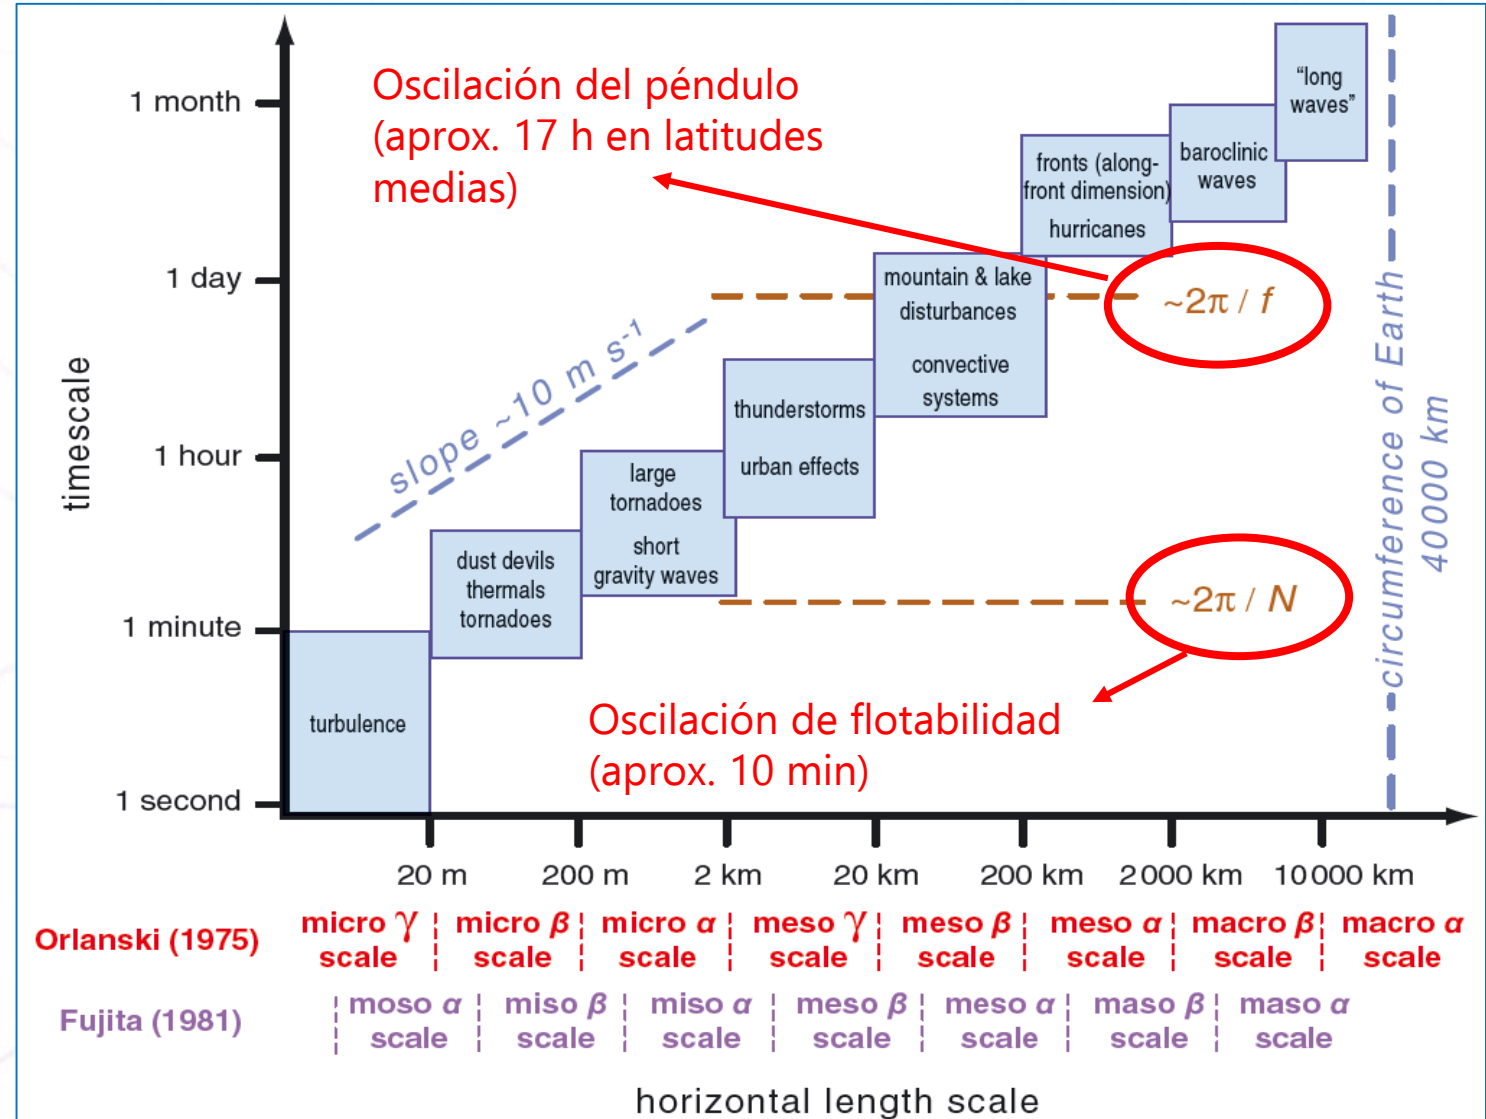 Oscilación del péndulo
(aprox. 17 h en latitudes
medias)
"long
waves"
baroclinic
waves
fronts (along-
front dimension)
hurricanes
~2π / f
mountain & lake
disturbances
convective
systems
slope ~10 m s⁻¹
thunderstorms
urban effects
large
tornadoes
short
gravity waves
dust devils
thermals
tornadoes
~2π / N
turbulence
Oscilación de flotabilidad
(aprox. 10 min)
circumference of Earth
40000 km
timescale
1 month
1 day
1 hour
1 minute
1 second
20 m 200 m 2 km 20 km 200 km 2000 km 10000 km
Orlanski (1975)
micro γ
scale
micro β
scale
micro α
scale
meso γ
scale
meso β
scale
meso α
scale
macro β
scale
macro α
scale
Fujita (1981)
moso α
scale
miso β
scale
miso α
scale
meso β
scale
meso α
scale
maso β
scale
maso α
scale
horizontal length scale